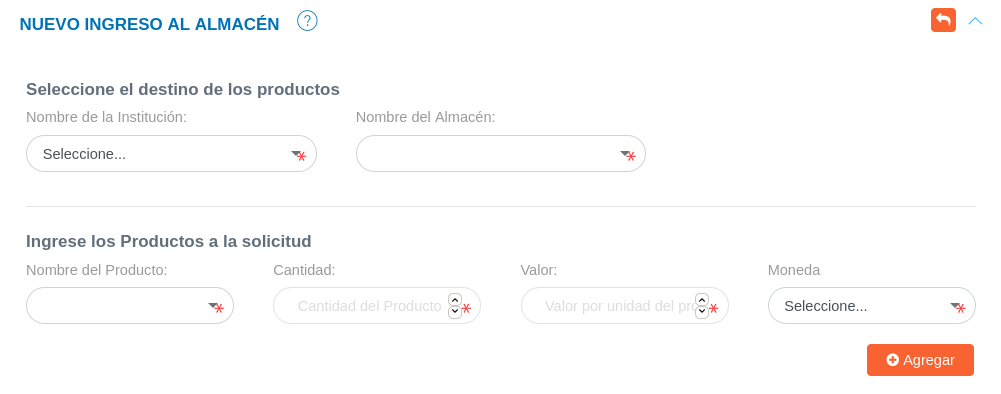 NUEVO INGRESO AL ALMACÉN ?
Seleccione el destino de los productos
Nombre de la Institución: Nombre del Almacén:
Seleccione...
Ingrese los Productos a la solicitud
Nombre del Producto: Cantidad: Valor: Moneda
Cantidad del Producto Valor por unidad del pro Seleccione...
Agregar